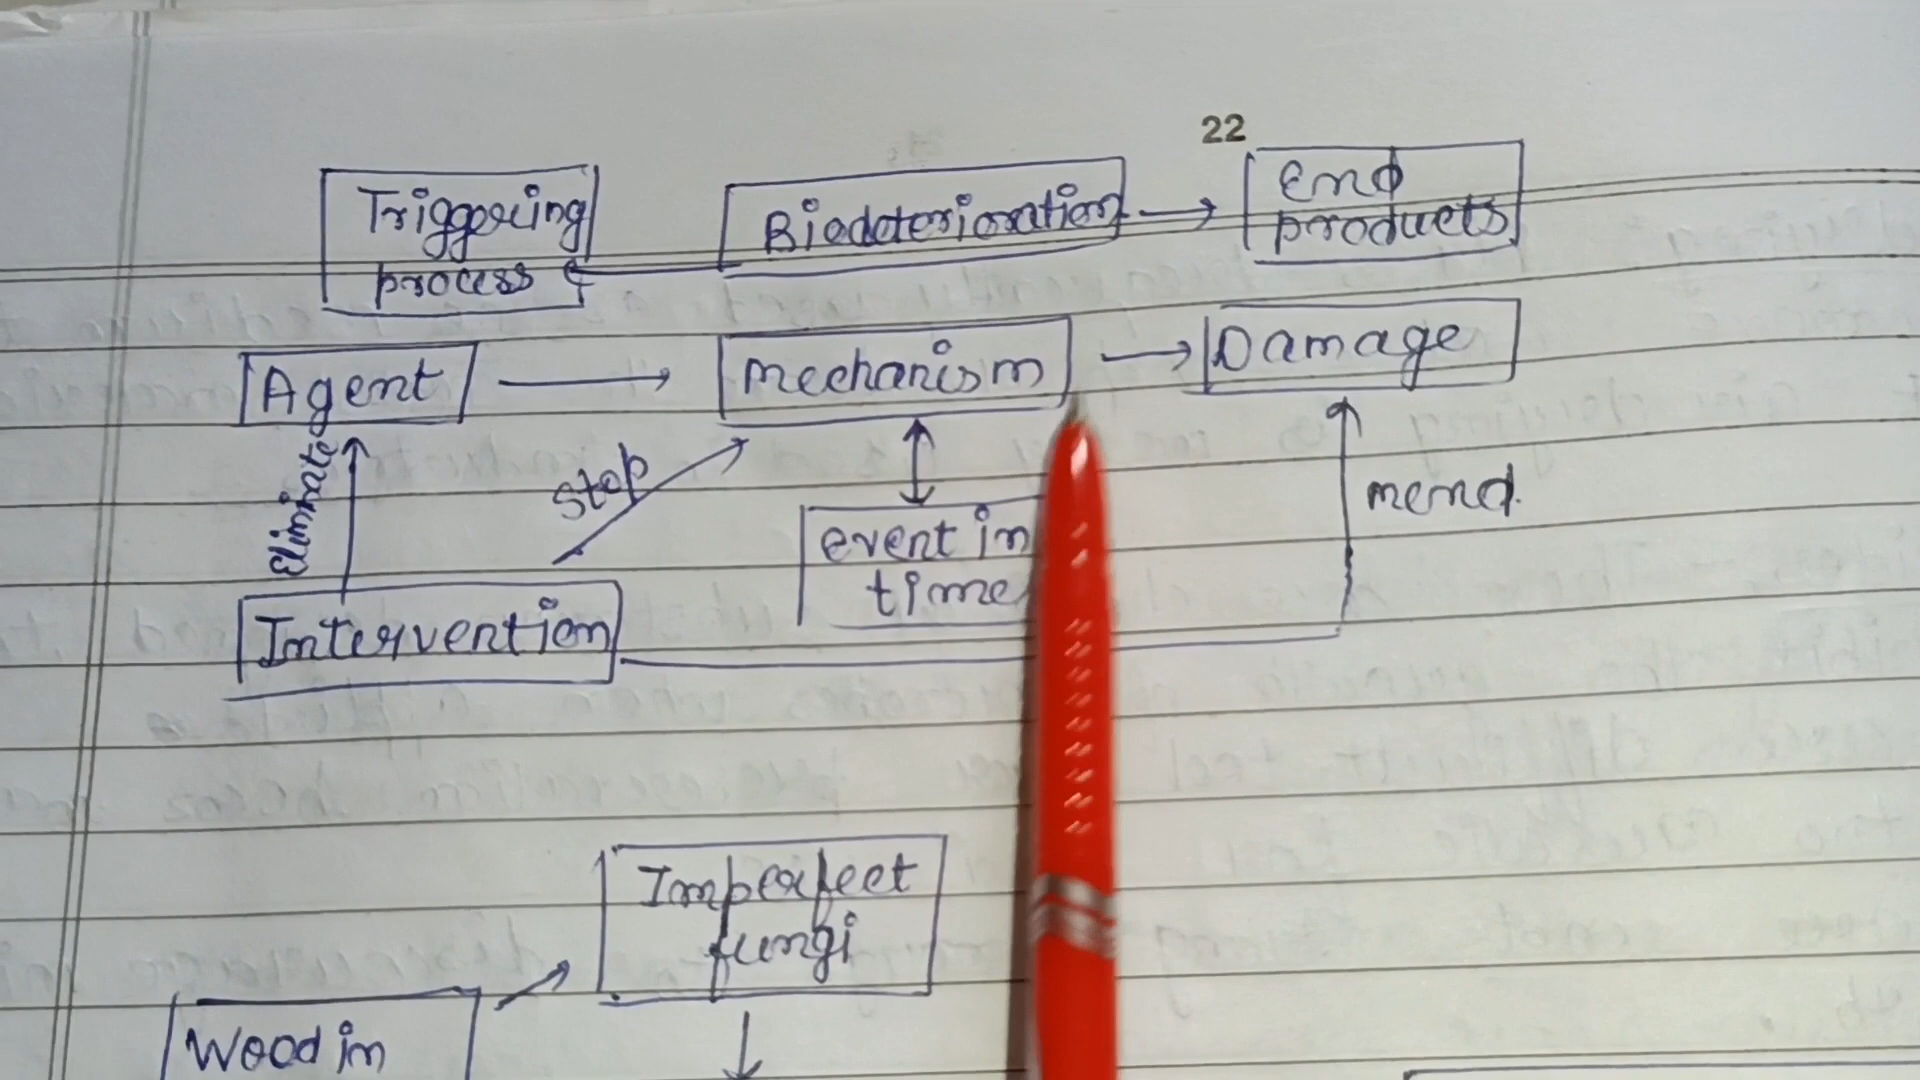 22
Triggering
process
Biodeterioration
End
products
Agent
mechanism
Damage
Eliminate
Stop
mend.
event in
time
Intervention
Imperfect
fungi
Wood in